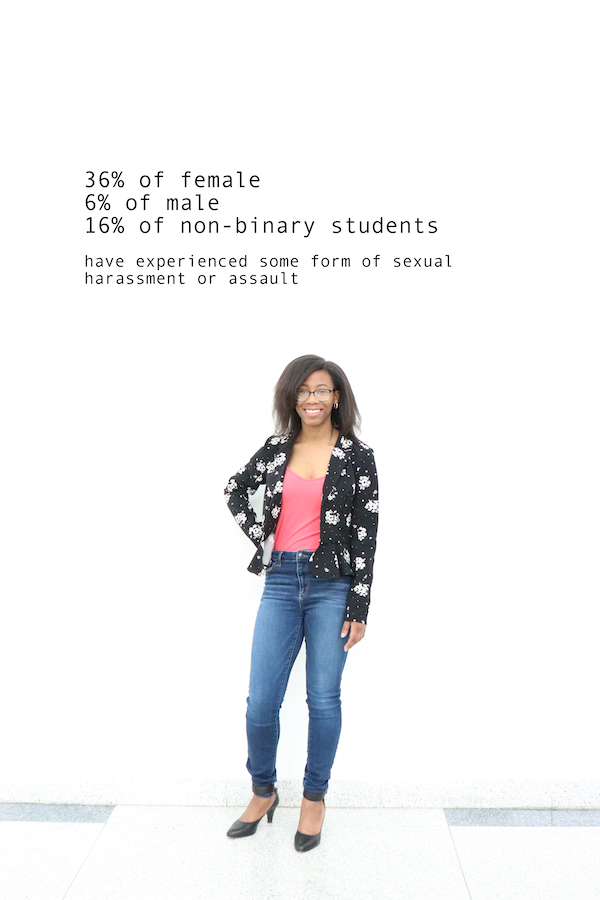 36% of female
6% of male
16% of non-binary students
have experienced some form of sexual
harassment or assault